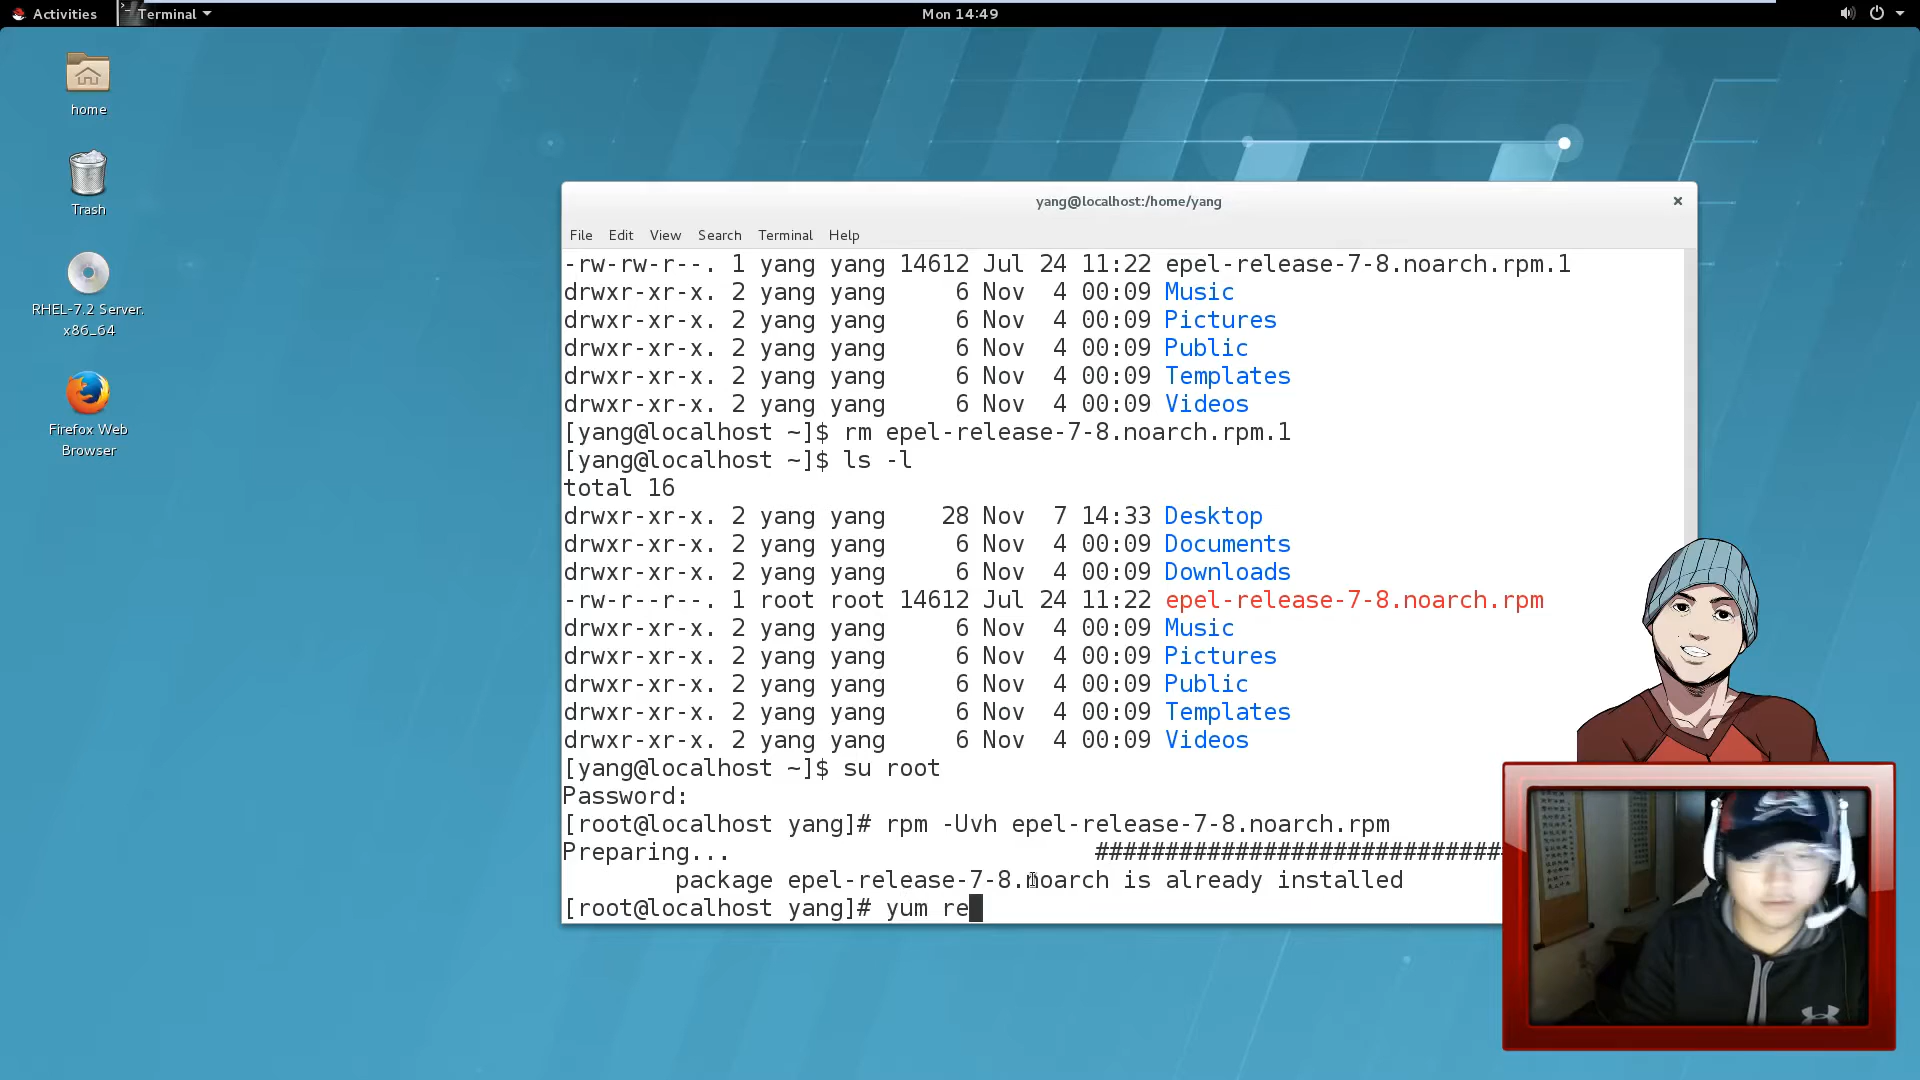 Activities
Terminal
Mon 14:49
home
Trash
RHEL-7.2 Server.
x86_64
Firefox Web
Browser
yang@localhost:/home/yang
File Edit View Search Terminal Help
-rw-rw-r--. 1 yang yang 14612 Jul 24 11:22 epel-release-7-8.noarch.rpm.1
drwxr-xr-x. 2 yang yang     6 Nov  4 00:09 Music
drwxr-xr-x. 2 yang yang     6 Nov  4 00:09 Pictures
drwxr-xr-x. 2 yang yang     6 Nov  4 00:09 Public
drwxr-xr-x. 2 yang yang     6 Nov  4 00:09 Templates
drwxr-xr-x. 2 yang yang     6 Nov  4 00:09 Videos
[yang@localhost ~]$ rm epel-release-7-8.noarch.rpm.1
[yang@localhost ~]$ ls -l
total 16
drwxr-xr-x. 2 yang yang    28 Nov  7 14:33 Desktop
drwxr-xr-x. 2 yang yang     6 Nov  4 00:09 Documents
drwxr-xr-x. 2 yang yang     6 Nov  4 00:09 Downloads
-rw-r--r--. 1 root root 14612 Jul 24 11:22 epel-release-7-8.noarch.rpm
drwxr-xr-x. 2 yang yang     6 Nov  4 00:09 Music
drwxr-xr-x. 2 yang yang     6 Nov  4 00:09 Pictures
drwxr-xr-x. 2 yang yang     6 Nov  4 00:09 Public
drwxr-xr-x. 2 yang yang     6 Nov  4 00:09 Templates
drwxr-xr-x. 2 yang yang     6 Nov  4 00:09 Videos
[yang@localhost ~]$ su root
Password:
[root@localhost yang]# rpm -Uvh epel-release-7-8.noarch.rpm
Preparing...                          #############################
        package epel-release-7-8.noarch is already installed
[root@localhost yang]# yum re